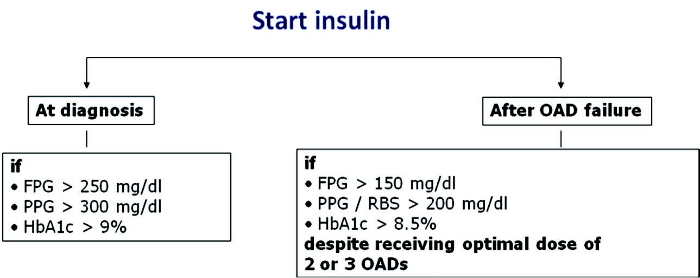 Start insulin
At diagnosis
if
• FPG > 250 mg/dl
• PPG > 300 mg/dl
• HbA1c > 9%
After OAD failure
if
• FPG > 150 mg/dl
• PPG / RBS > 200 mg/dl
• HbA1c > 8.5%
despite receiving optimal dose of
2 or 3 OADs